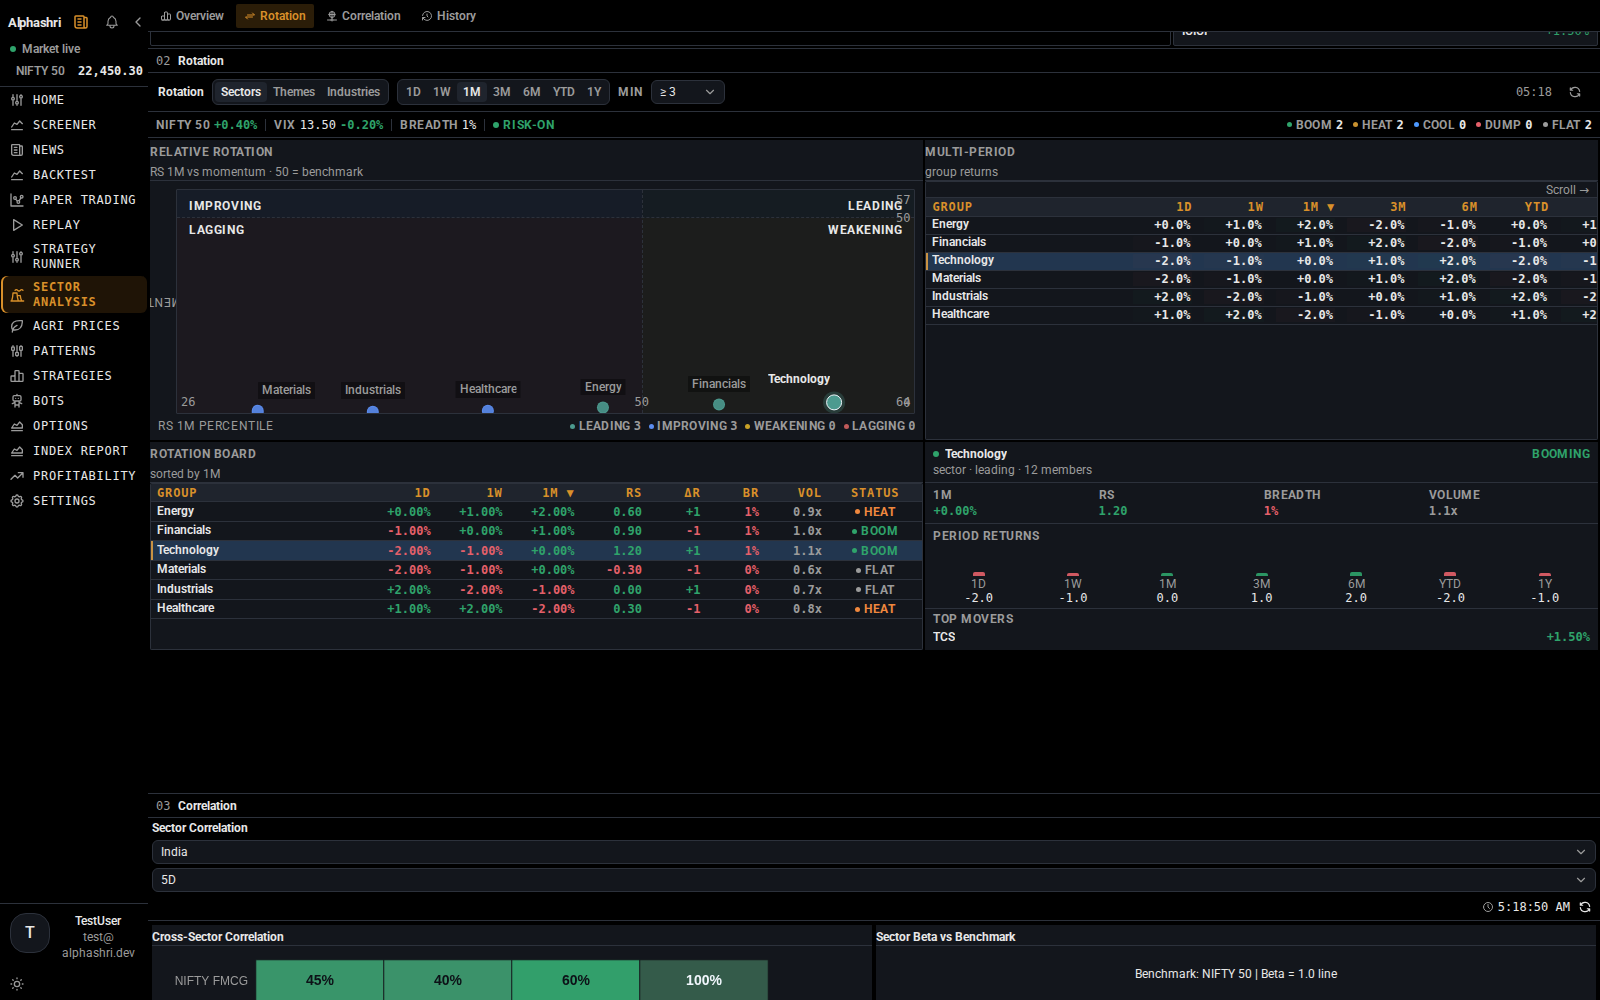 Alphashri
Market live
NIFTY 50 22,450.30
HOME
SCREENER
NEWS
BACKTEST
PAPER TRADING
REPLAY
STRATEGY
RUNNER
SECTOR
ANALYSIS
AGRI PRICES
PATTERNS
STRATEGIES
BOTS
OPTIONS
INDEX REPORT
PROFITABILITY
SETTINGS
T
TestUser
test@
alphashri.dev
Overview Rotation Correlation History
02 Rotation
Rotation Sectors Themes Industries 1D 1W 1M 3M 6M YTD 1Y MIN ≥ 3 05:18
NIFTY 50 +0.40% VIX 13.50 -0.20% BREADTH 1% RISK-ON BOOM 2 HEAT 2 COOL 0 DUMP 0 FLAT 2
RELATIVE ROTATION
RS 1M vs momentum · 50 = benchmark
IMPROVING LEADING 57
50
LAGGING WEAKENING
Materials Industrials Healthcare Energy Financials Technology
26 50 64
RS 1M PERCENTILE LEADING 3 IMPROVING 3 WEAKENING 0 LAGGING 0
MULTI-PERIOD
group returns
Scroll →
GROUP 1D 1W 1M ▼ 3M 6M YTD
Energy +0.0% +1.0% +2.0% -2.0% -1.0% +0.0% +1
Financials -1.0% +0.0% +1.0% +2.0% -2.0% -1.0% +0
Technology -2.0% -1.0% +0.0% +1.0% +2.0% -2.0% -1
Materials -2.0% -1.0% +0.0% +1.0% +2.0% -2.0% -1
Industrials +2.0% -2.0% -1.0% +0.0% +1.0% +2.0% -2
Healthcare +1.0% +2.0% -2.0% -1.0% +0.0% +1.0% +2
ROTATION BOARD
sorted by 1M
GROUP 1D 1W 1M ▼ RS ΔR BR VOL STATUS
Energy +0.00% +1.00% +2.00% 0.60 +1 1% 0.9x HEAT
Financials -1.00% +0.00% +1.00% 0.90 -1 1% 1.0x BOOM
Technology -2.00% -1.00% +0.00% 1.20 +1 1% 1.1x BOOM
Materials -2.00% -1.00% +0.00% -0.30 -1 0% 0.6x FLAT
Industrials +2.00% -2.00% -1.00% 0.00 +1 0% 0.7x FLAT
Healthcare +1.00% +2.00% -2.00% 0.30 -1 0% 0.8x HEAT
Technology BOOMING
sector · leading · 12 members
1M RS BREADTH VOLUME
+0.00% 1.20 1% 1.1x
PERIOD RETURNS
1D 1W 1M 3M 6M YTD 1Y
-2.0 -1.0 0.0 1.0 2.0 -2.0 -1.0
TOP MOVERS
TCS +1.50%
03 Correlation
Sector Correlation
India
5D
5:18:50 AM
Cross-Sector Correlation
NIFTY FMCG 45% 40% 60% 100%
Sector Beta vs Benchmark
Benchmark: NIFTY 50 | Beta = 1.0 line